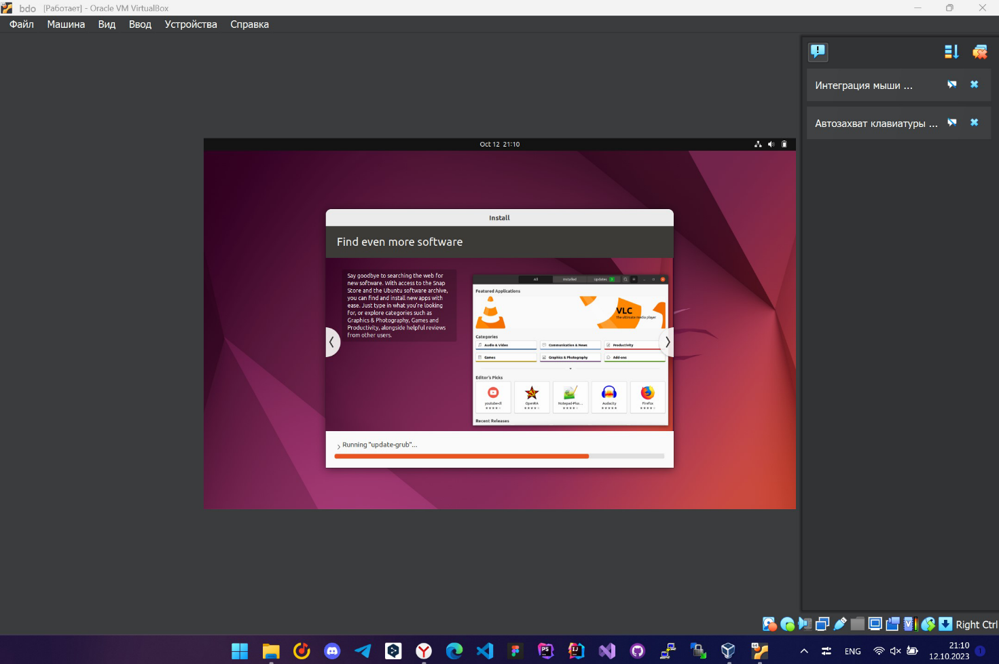 bdo [Работает] - Oracle VM VirtualBox
Файл Машина Вид Ввод Устройства Справка
Интеграция мыши ...
Автозахват клавиатуры ...
Oct 12 21:10
Install
Find even more software
Say goodbye to searching the web for
new software. With access to the Snap
Store and the Ubuntu software archive,
you can find and install new apps with
ease. Just type in what you're looking
for, or explore categories such as
Graphics & Photography, Games and
Productivity, alongside helpful reviews
from other users.
All Installed Updates
Featured Applications
VLC
The ultimate media player
Categories
Audio & Video Communication & News Productivity
Games Graphics & Photography Add-ons
Editor's Picks
youtube-dl OpenRA Notepad-Plus... Audacity Firefox
Recent Releases
Running "update-grub"...
Right Ctrl
ENG
21:10
12.10.2023